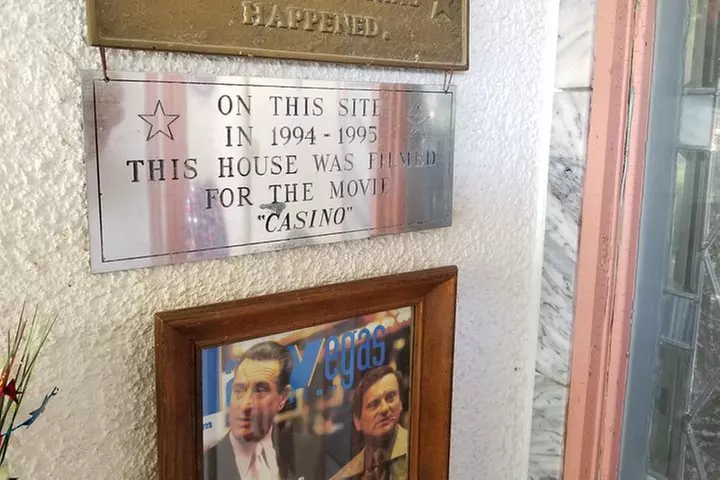 HAPPENED.
ON THIS SITE
IN 1994 - 1995
THIS HOUSE WAS FILMED
FOR THE MOVIE
"CASINO"
Vegas